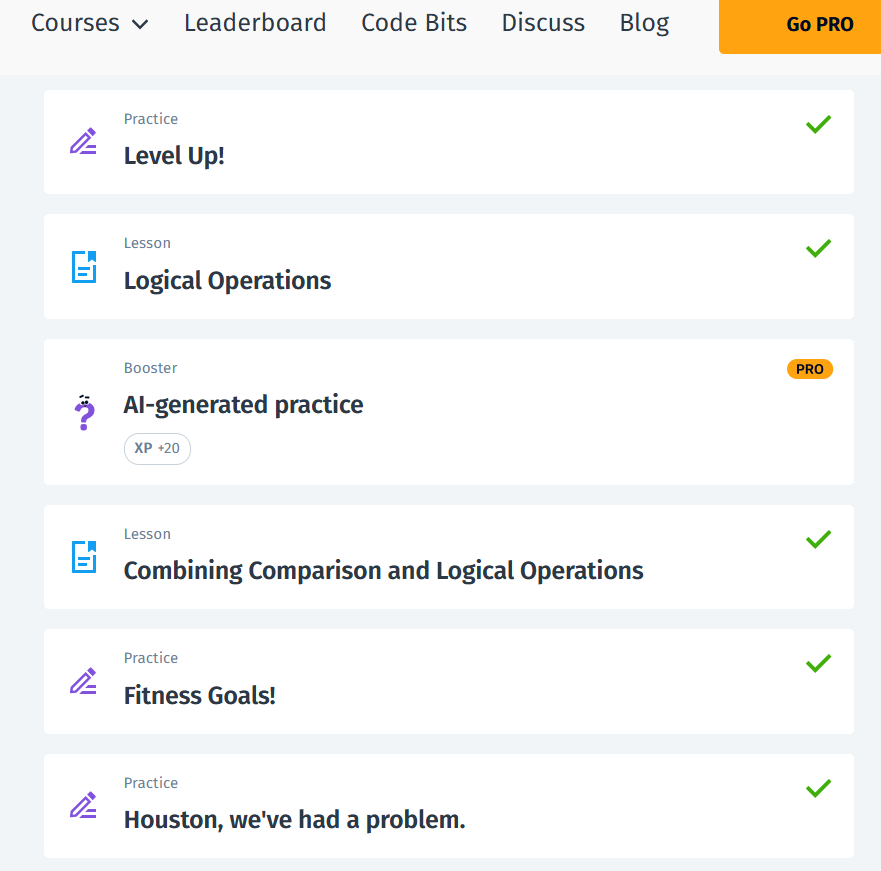 Courses Leaderboard Code Bits Discuss Blog Go PRO
Practice
Level Up!
Lesson
Logical Operations
Booster
PRO
AI-generated practice
XP +20
Lesson
Combining Comparison and Logical Operations
Practice
Fitness Goals!
Practice
Houston, we've had a problem.